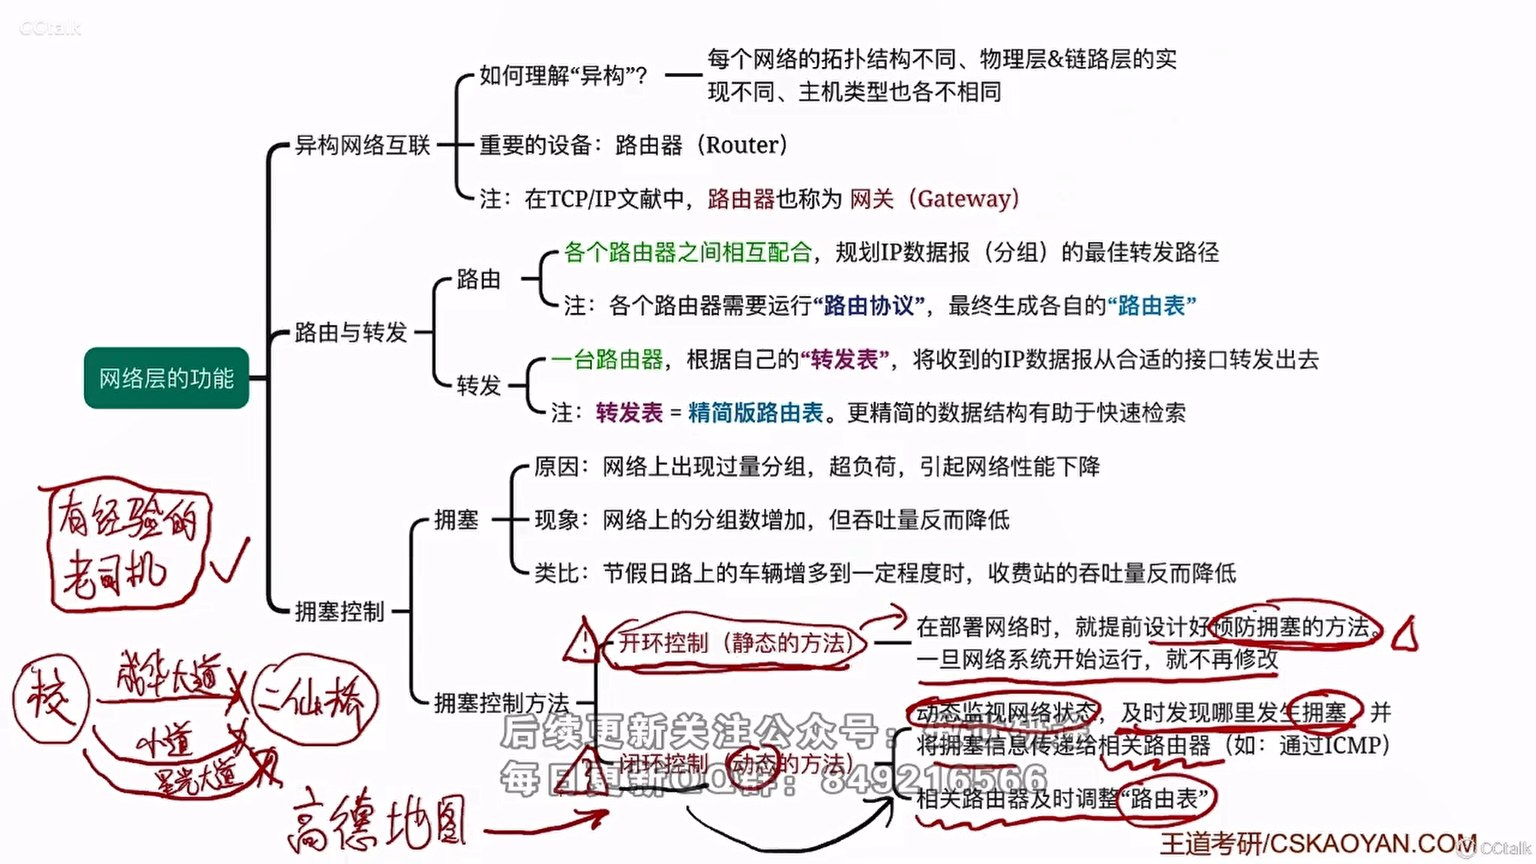 CCtalk
如何理解“异构”?
每个网络的拓扑结构不同、物理层&链路层的实
现不同、主机类型也各不相同
异构网络互联
重要的设备：路由器（Router）
注：在TCP/IP文献中，路由器也称为 网关（Gateway）
各个路由器之间相互配合，规划IP数据报（分组）的最佳转发路径
路由
注：各个路由器需要运行“路由协议”，最终生成各自的“路由表”
路由与转发
一台路由器，根据自己的“转发表”，将收到的IP数据报从合适的接口转发出去
网络层的功能
转发
注：转发表 = 精简版路由表。更精简的数据结构有助于快速检索
原因：网络上出现过量分组，超负荷，引起网络性能下降
拥塞
现象：网络上的分组数增加，但吞吐量反而降低
类比：节假日路上的车辆增多到一定程度时，收费站的吞吐量反而降低
有经验的
老司机
拥塞控制
开环控制（静态的方法）
在部署网络时，就提前设计好预防拥塞的方法。
一旦网络系统开始运行，就不再修改
拥塞控制方法
动态监视网络状态，及时发现哪里发生拥塞，并
将拥塞信息传递给相关路由器（如：通过ICMP）
闭环控制（动态的方法）
相关路由器及时调整“路由表”
校
成华大道
二仙桥
小道
星光大道
高德地图
后续更新关注公众号：
每日更新QQ群：849216566
王道考研/CSKAOYAN.COM
CCtalk